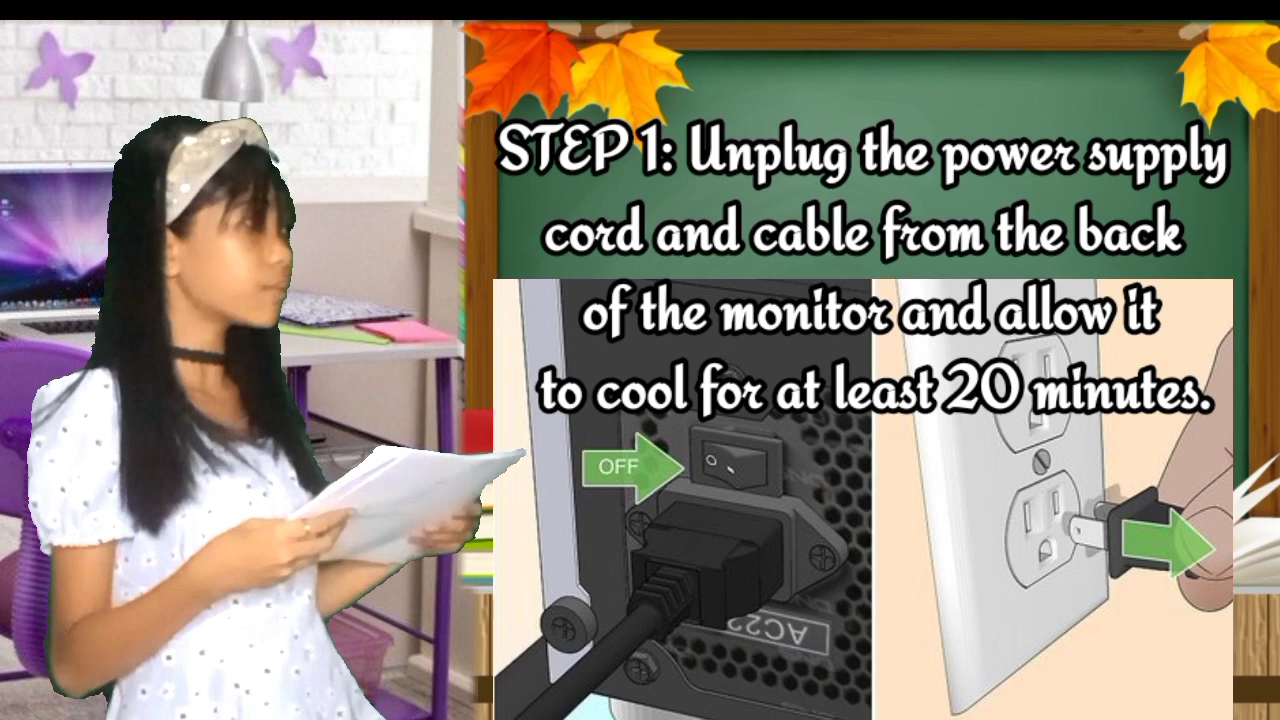 STEP 1: Unplug the power supply
cord and cable from the back
of the monitor and allow it
to cool for at least 20 minutes.
OFF